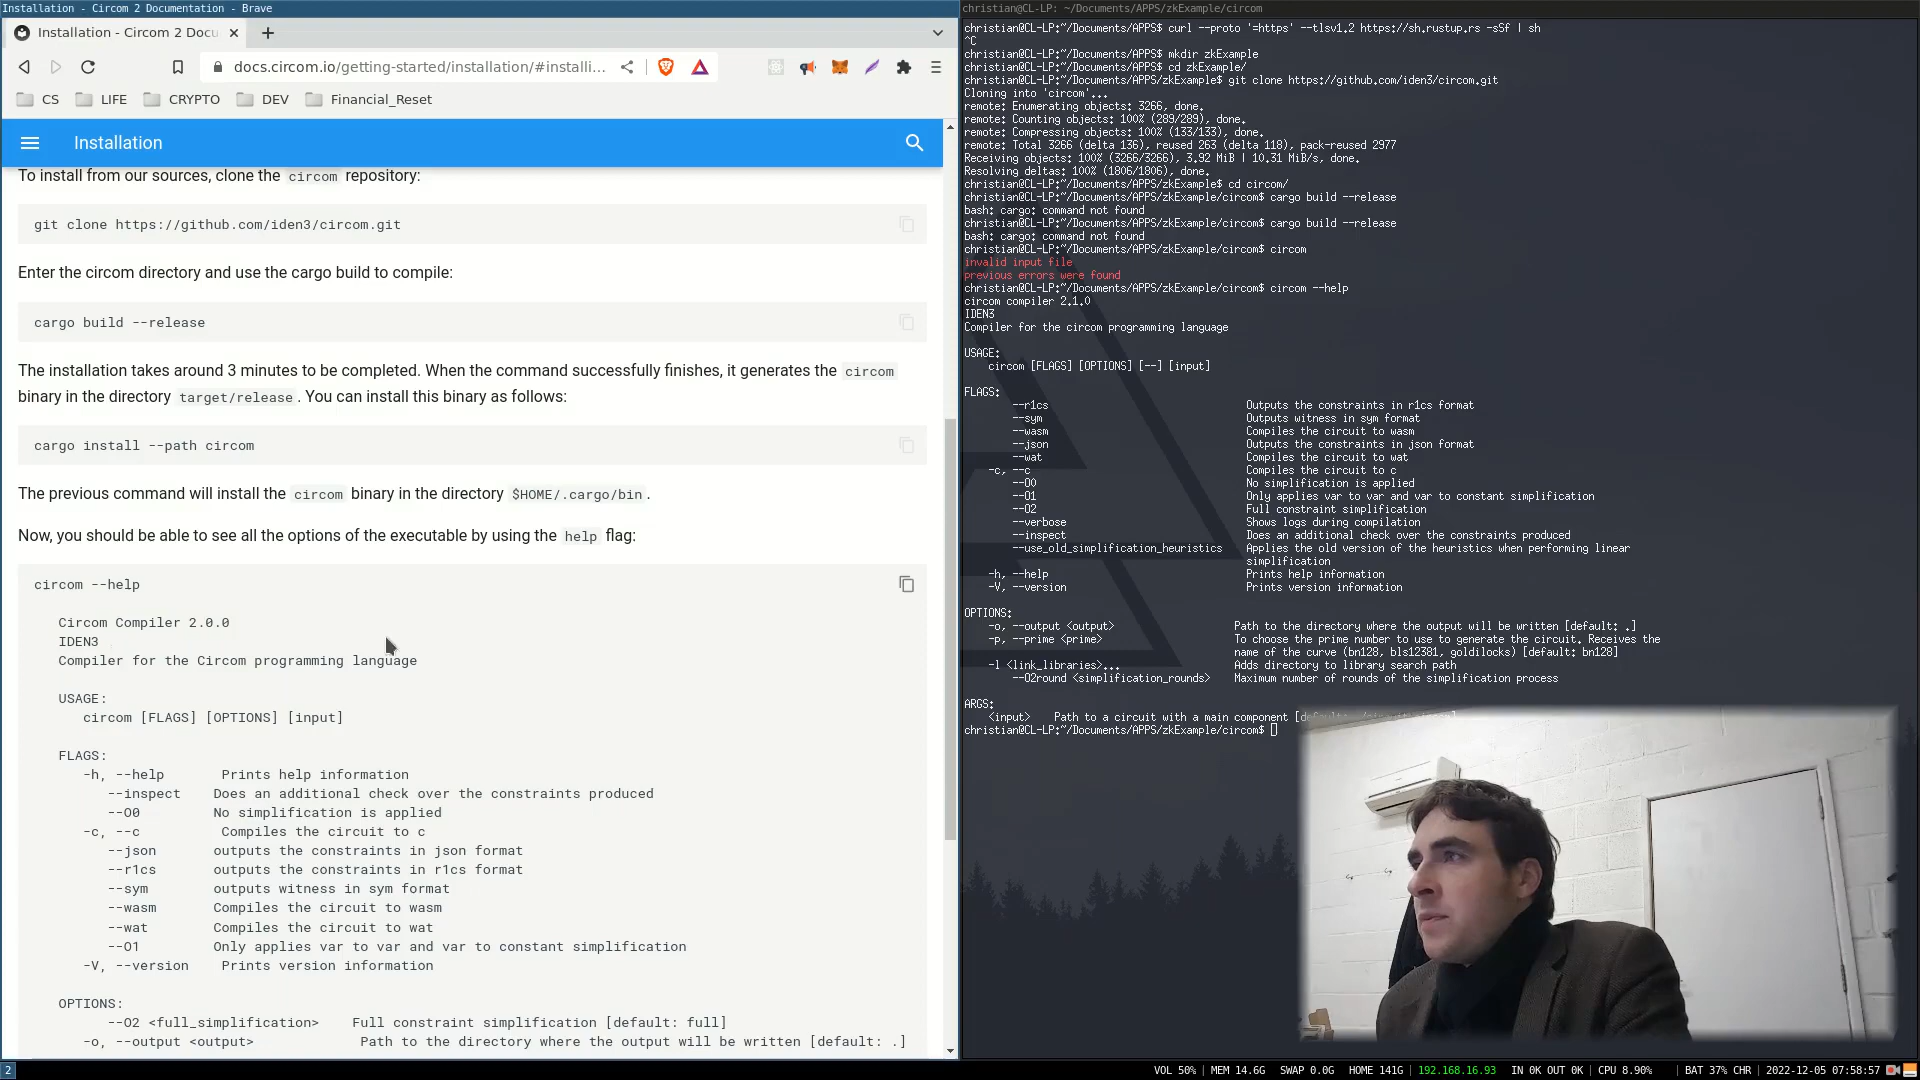 Installation - Circom 2 Documentation - Brave
Installation - Circom 2 Docu
docs.circom.io/getting-started/installation/#installi...
CS LIFE CRYPTO DEV Financial_Reset
Installation
To install from our sources, clone the circom repository:
git clone https://github.com/iden3/circom.git
Enter the circom directory and use the cargo build to compile:
cargo build --release
The installation takes around 3 minutes to be completed. When the command successfully finishes, it generates the circom
binary in the directory target/release. You can install this binary as follows:
cargo install --path circom
The previous command will install the circom binary in the directory $HOME/.cargo/bin.
Now, you should be able to see all the options of the executable by using the help flag:
circom --help
Circom Compiler 2.0.0
IDEN3
Compiler for the Circom programming language
USAGE:
circom [FLAGS] [OPTIONS] [input]
FLAGS:
-h, --help Prints help information
--inspect Does an additional check over the constraints produced
--O0 No simplification is applied
-c, --c Compiles the circuit to c
--json outputs the constraints in json format
--r1cs outputs the constraints in r1cs format
--sym outputs witness in sym format
--wasm Compiles the circuit to wasm
--wat Compiles the circuit to wat
--O1 Only applies var to var and var to constant simplification
-V, --version Prints version information
OPTIONS:
--O2 <full_simplification> Full constraint simplification [default: full]
-o, --output <output> Path to the directory where the output will be written [default: .]
christian@CL-LP: ~/Documents/APPS/zkExample/circom
christian@CL-LP:~/Documents/APPS$ curl --proto '=https' --tlsv1.2 https://sh.rustup.rs -sSf | sh
^C
christian@CL-LP:~/Documents/APPS$ mkdir zkExample
christian@CL-LP:~/Documents/APPS$ cd zkExample/
christian@CL-LP:~/Documents/APPS/zkExample$ git clone https://github.com/iden3/circom.git
Cloning into 'circom'...
remote: Enumerating objects: 3266, done.
remote: Counting objects: 100% (289/289), done.
remote: Compressing objects: 100% (133/133), done.
remote: Total 3266 (delta 136), reused 263 (delta 118), pack-reused 2977
Receiving objects: 100% (3266/3266), 3.92 MiB | 10.31 MiB/s, done.
Resolving deltas: 100% (1806/1806), done.
christian@CL-LP:~/Documents/APPS/zkExample$ cd circom/
christian@CL-LP:~/Documents/APPS/zkExample/circom$ cargo build --release
bash: cargo: command not found
christian@CL-LP:~/Documents/APPS/zkExample/circom$ cargo build --release
bash: cargo: command not found
christian@CL-LP:~/Documents/APPS/zkExample/circom$ circom
invalid input file
previous errors were found
christian@CL-LP:~/Documents/APPS/zkExample/circom$ circom --help
circom compiler 2.1.0
IDEN3
Compiler for the circom programming language
USAGE:
circom [FLAGS] [OPTIONS] [--] [input]
FLAGS:
--r1cs Outputs the constraints in r1cs format
--sym Outputs witness in sym format
--wasm Compiles the circuit to wasm
--json Outputs the constraints in json format
--wat Compiles the circuit to wat
-c, --c Compiles the circuit to c
--O0 No simplification is applied
--O1 Only applies var to var and var to constant simplification
--O2 Full constraint simplification
--verbose Shows logs during compilation
--inspect Does an additional check over the constraints produced
--use_old_simplification_heuristics Applies the old version of the heuristics when performing linear
simplification
-h, --help Prints help information
-V, --version Prints version information
OPTIONS:
-o, --output <output> Path to the directory where the output will be written [default: .]
-p, --prime <prime> To choose the prime number to use to generate the circuit. Receives the
name of the curve (bn128, bls12381, goldilocks) [default: bn128]
-l <link_libraries>... Adds directory to library search path
--O2round <simplification_rounds> Maximum number of rounds of the simplification process
ARGS:
<input> Path to a circuit with a main component
christian@CL-LP:~/Documents/APPS/zkExample/circom$
2
VOL 50% | MEM 14.6G SWAP 0.0G HOME 141G | 192.168.16.93 IN 0K OUT 0K | CPU 8.90% | BAT 37% CHR | 2022-12-05 07:58:57